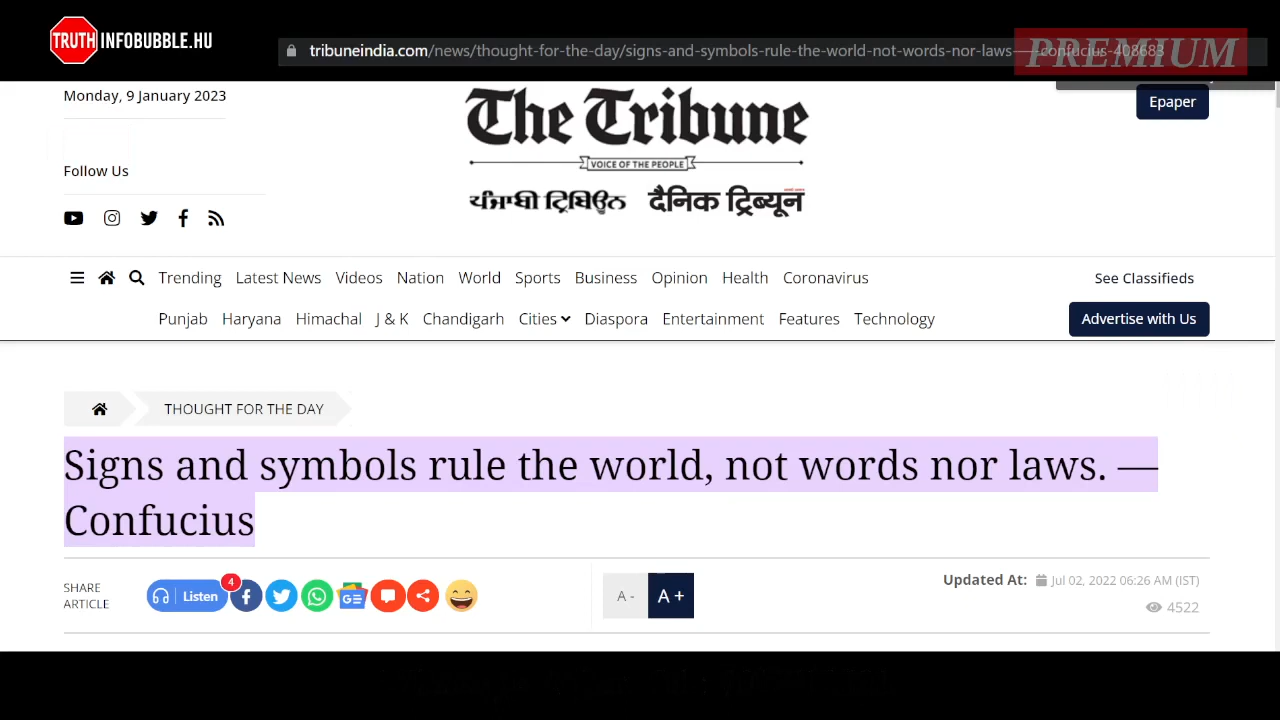 TRUTH INFOBUBBLE.HU
tribuneindia.com/news/thought-for-the-day/signs-and-symbols-rule-the-world-not-words-nor-laws-—-confucius-408683
PREMIUM
Monday, 9 January 2023
The Tribune
Epaper
VOICE OF THE PEOPLE
Follow Us
ਪੰਜਾਬੀ ਟ੍ਰਿਬਿਊਨ दैनिक ट्रिब्यून
Trending Latest News Videos Nation World Sports Business Opinion Health Coronavirus
See Classifieds
Punjab Haryana Himachal J & K Chandigarh Cities Diaspora Entertainment Features Technology
Advertise with Us
THOUGHT FOR THE DAY
Signs and symbols rule the world, not words nor laws. —
Confucius
SHARE
ARTICLE
Listen
4
GE
A -
A +
Updated At: Jul 02, 2022 06:26 AM (IST)
4522